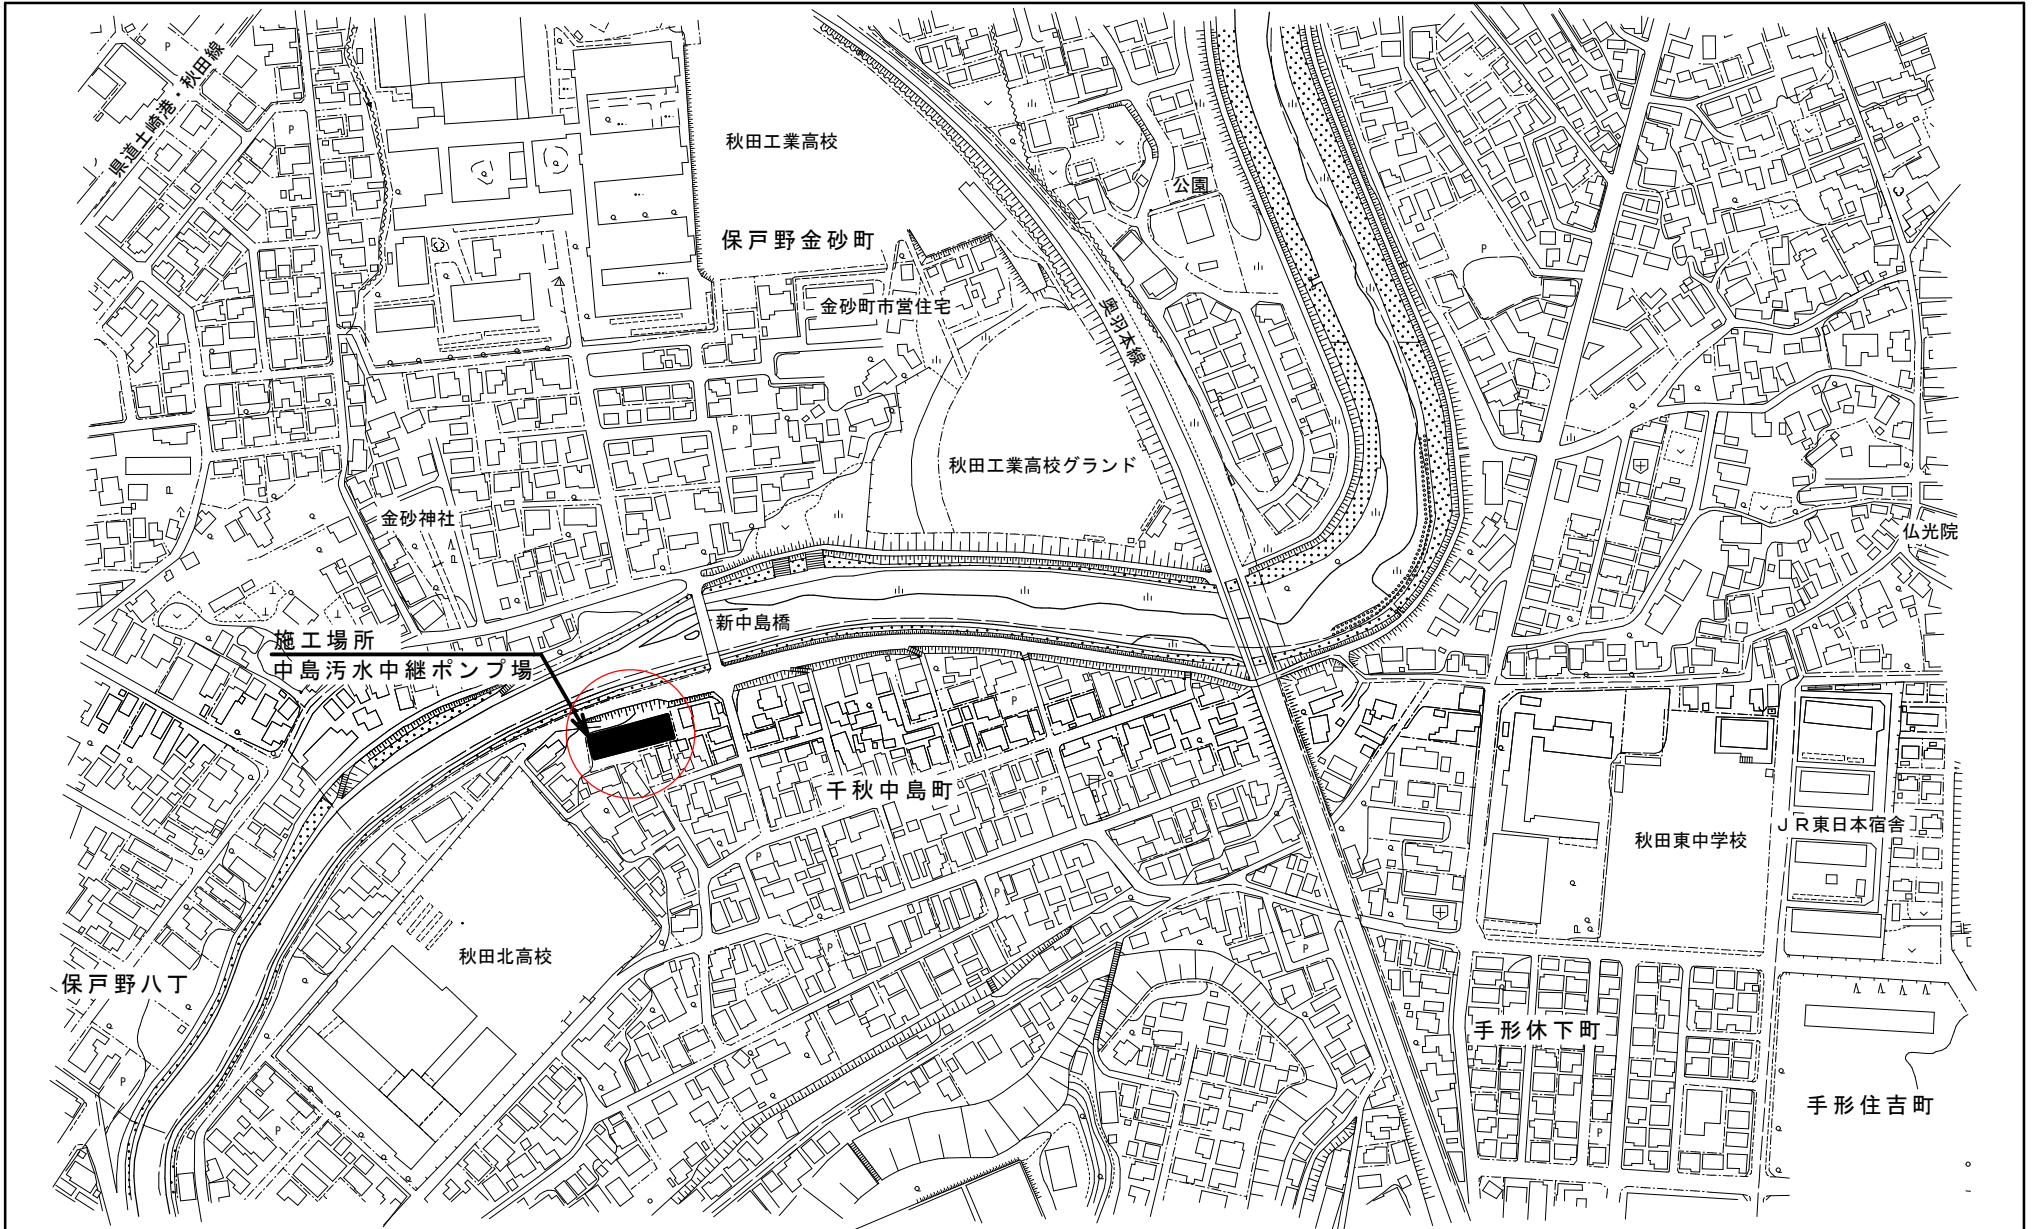 県道土崎港・秋田線
秋田工業高校
公園
保戸野金砂町
金砂町市営住宅
奥羽本線
秋田工業高校グランド
金砂神社
仏光院
新中島橋
施工場所
中島汚水中継ポンプ場
千秋中島町
秋田東中学校
JR東日本宿舎
秋田北高校
保戸野八丁
手形休下町
手形住吉町
P
P
P
P
P
P
P
P
P
P
P
P
P